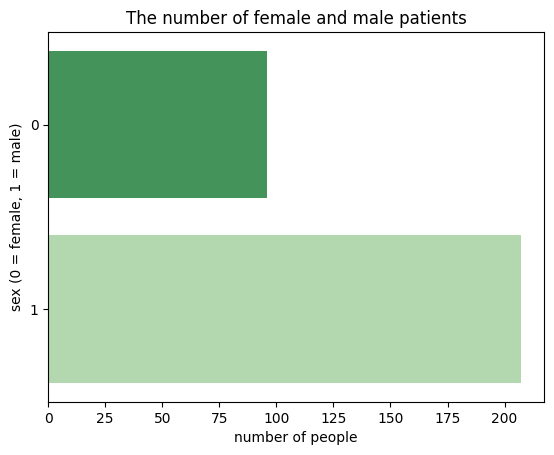 The number of female and male patients
sex (0 = female, 1 = male)
0
1
0 25 50 75 100 125 150 175 200
number of people